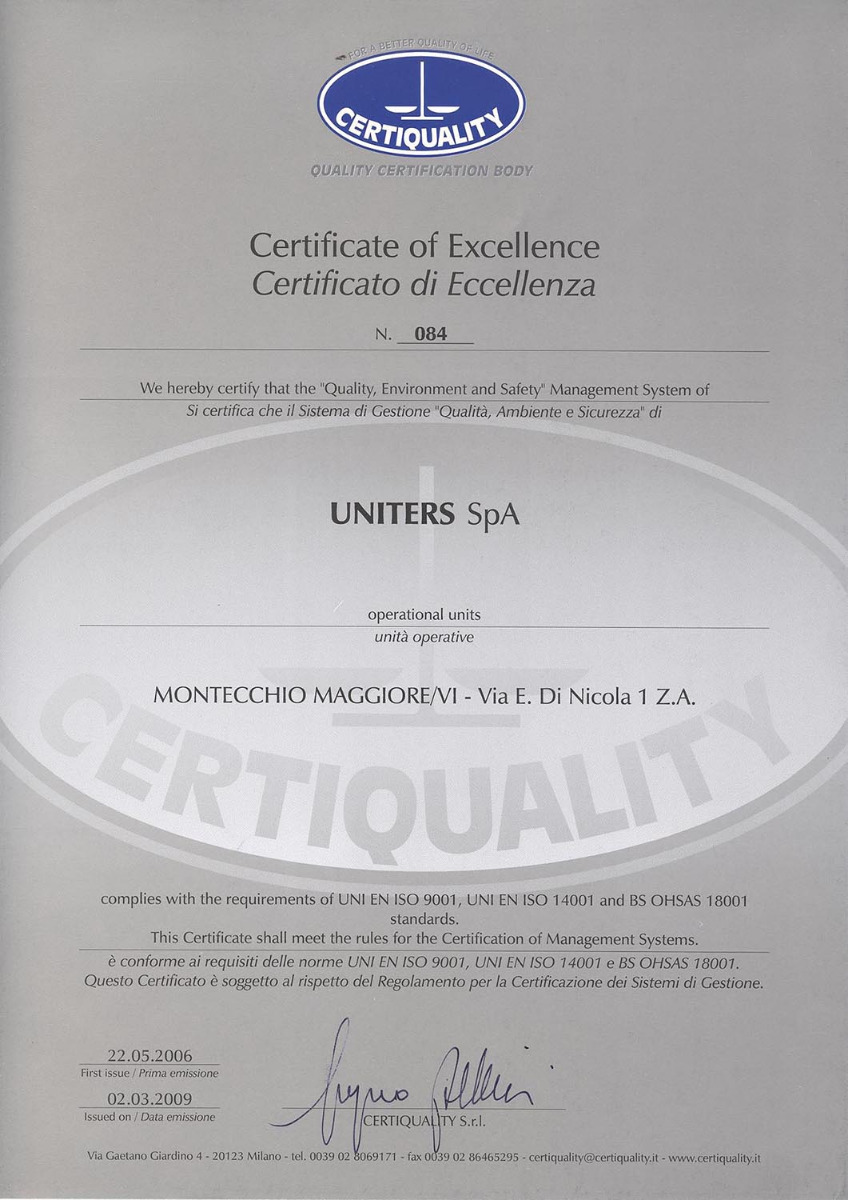 FOR A BETTER QUALITY OF LIFE
CERTIQUALITY
QUALITY CERTIFICATION BODY
Certificate of Excellence
Certificato di Eccellenza
N. 084
We hereby certify that the "Quality, Environment and Safety" Management System of
Si certifica che il Sistema di Gestione "Qualità, Ambiente e Sicurezza" di
UNITERS SpA
operational units
unità operative
MONTECCHIO MAGGIORE/VI - Via E. Di Nicola 1 Z.A.
CERTIQUALITY
complies with the requirements of UNI EN ISO 9001, UNI EN ISO 14001 and BS OHSAS 18001
standards.
This Certificate shall meet the rules for the Certification of Management Systems.
è conforme ai requisiti delle norme UNI EN ISO 9001, UNI EN ISO 14001 e BS OHSAS 18001.
Questo Certificato è soggetto al rispetto del Regolamento per la Certificazione dei Sistemi di Gestione.
22.05.2006
First issue / Prima emissione
02.03.2009
Issued on / Data emissione
CERTIQUALITY S.r.l.
Via Gaetano Giardino 4 - 20123 Milano - tel. 0039 02 8069171 - fax 0039 02 86465295 - certiquality@certiquality.it - www.certiquality.it